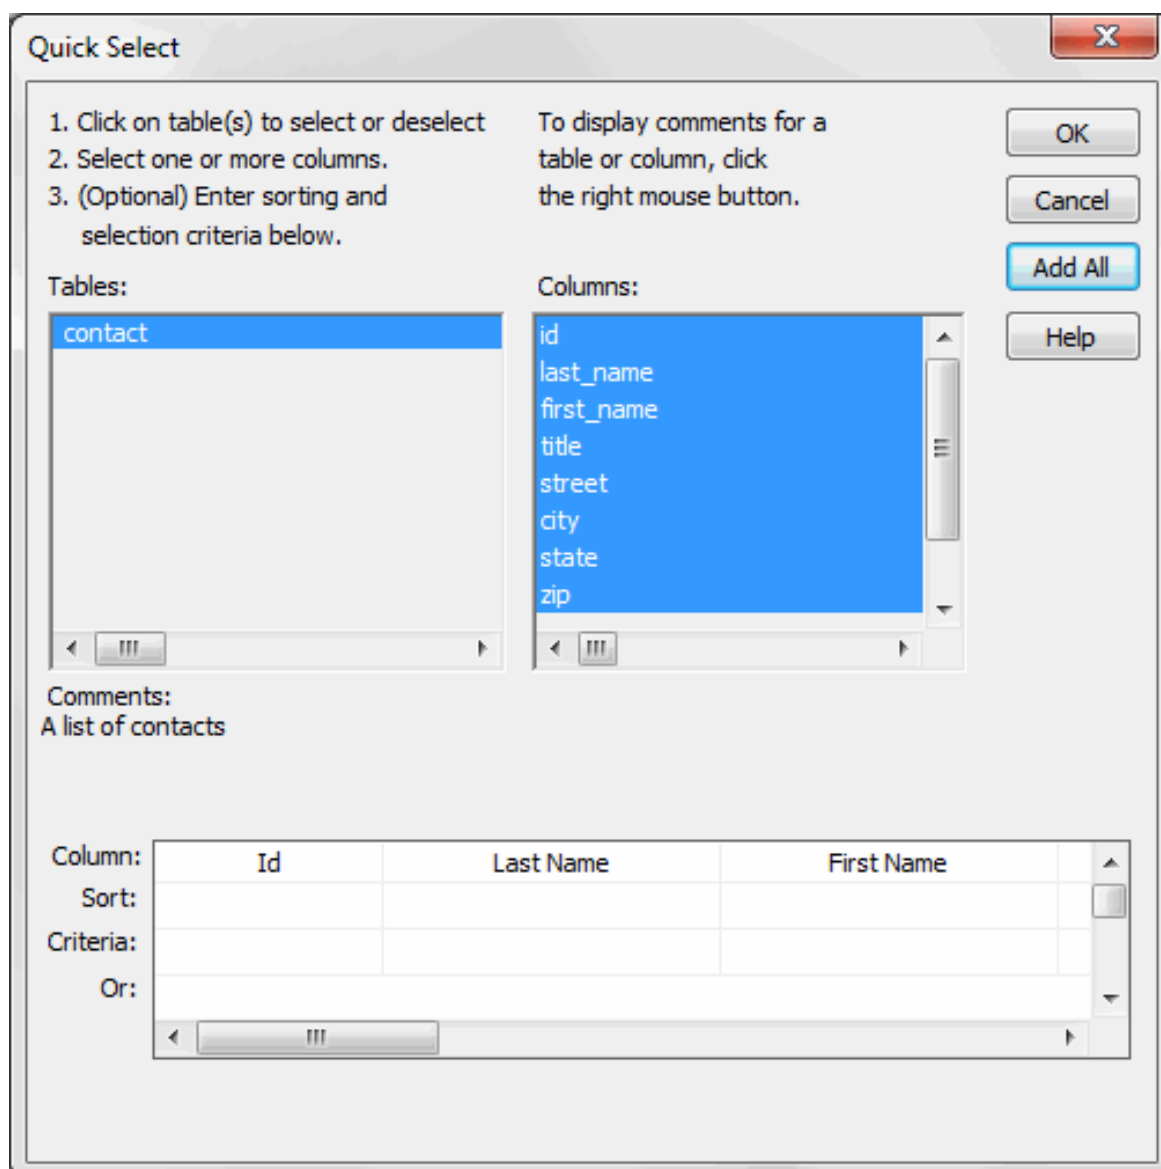 Quick Select
1. Click on table(s) to select or deselect
2. Select one or more columns.
3. (Optional) Enter sorting and
selection criteria below.
To display comments for a
table or column, click
the right mouse button.
OK
Cancel
Add All
Help
Tables:
contact
Columns:
id
last_name
first_name
title
street
city
state
zip
Comments:
A list of contacts
Column: Id Last Name First Name
Sort:
Criteria:
Or: